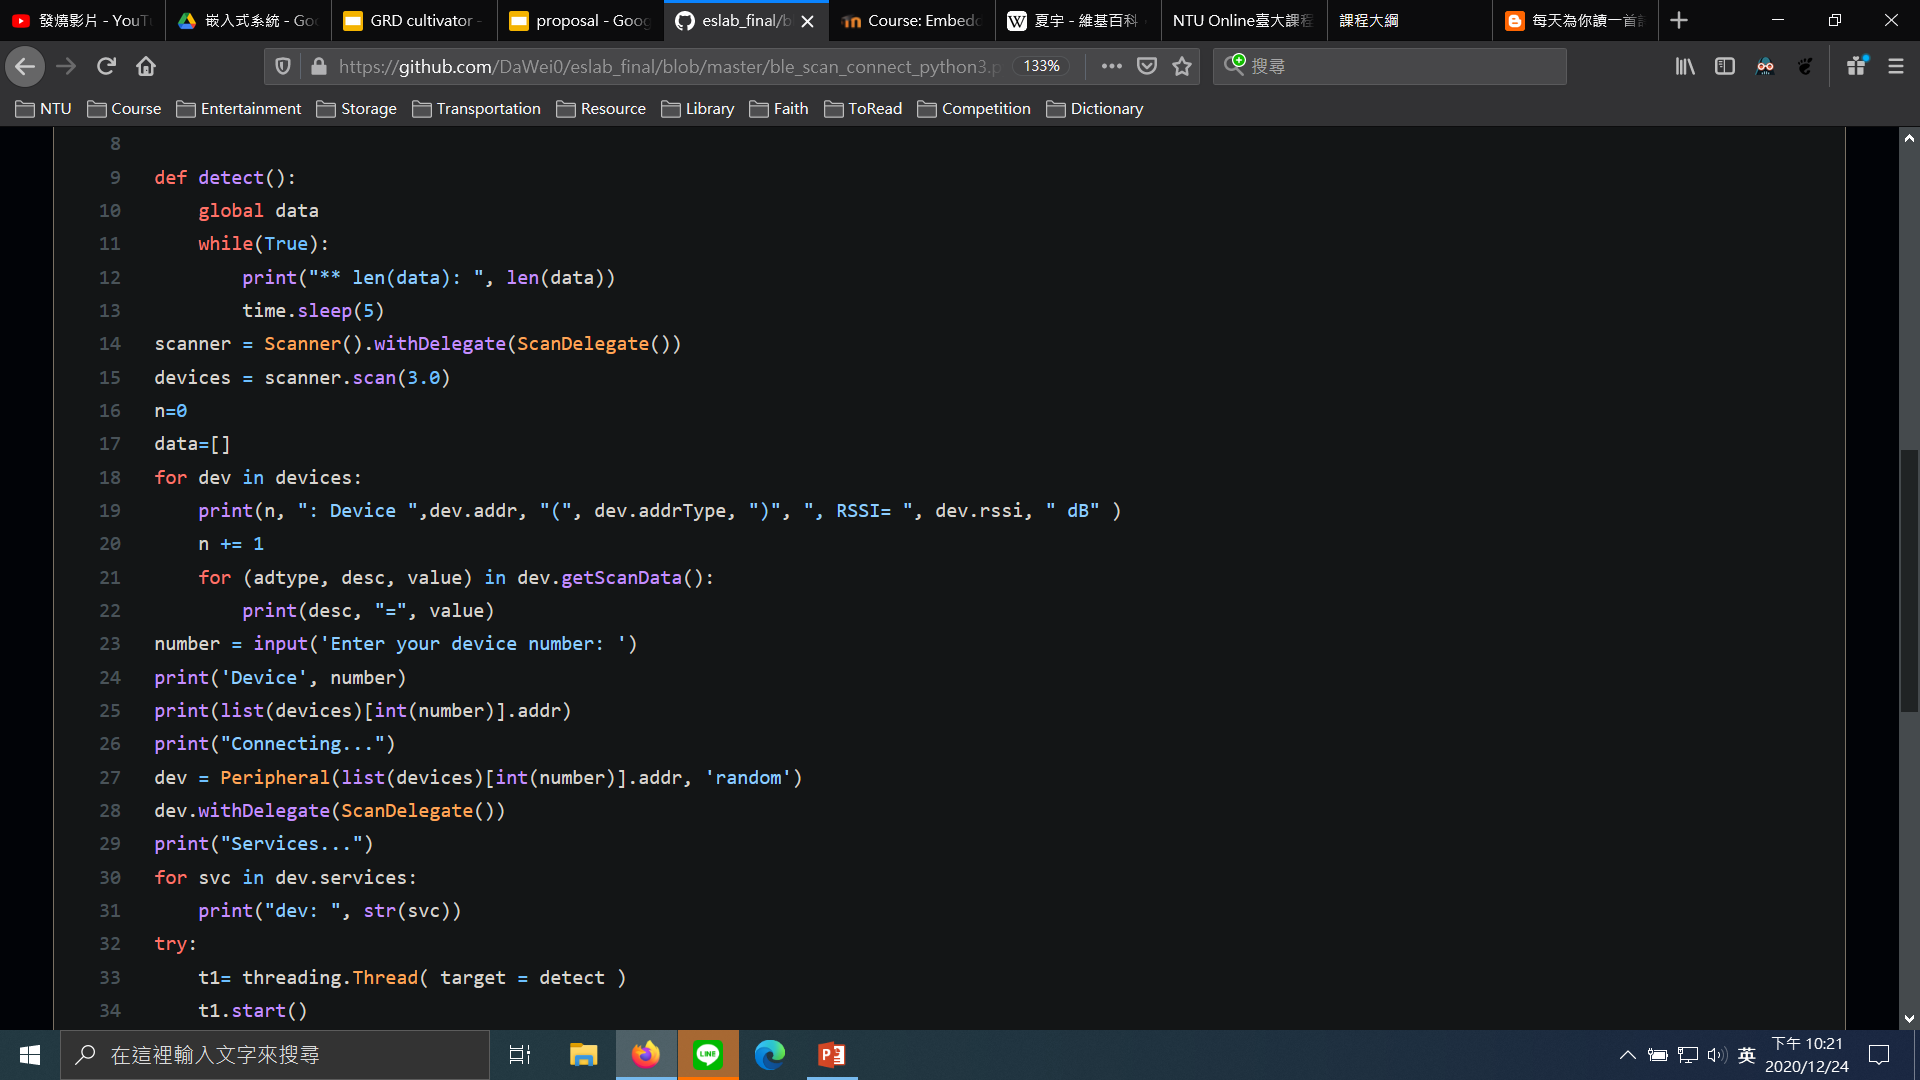 發燒影片 - YouT
嵌入式系統 - Goo
GRD cultivator -
proposal - Goog
eslab_final/bl
Course: Embedd
夏宇 - 維基百科
NTU Online臺大課程
課程大綱
每天為你讀一首
https://github.com/DaWei0/eslab_final/blob/master/ble_scan_connect_python3.p
133%
搜尋
NTU Course Entertainment Storage Transportation Resource Library Faith ToRead Competition Dictionary
8
9 def detect():
10     global data
11     while(True):
12         print("** len(data): ", len(data))
13         time.sleep(5)
14 scanner = Scanner().withDelegate(ScanDelegate())
15 devices = scanner.scan(3.0)
16 n=0
17 data=[]
18 for dev in devices:
19     print(n, ": Device ",dev.addr, "(", dev.addrType, ")", ", RSSI= ", dev.rssi, " dB" )
20     n += 1
21     for (adtype, desc, value) in dev.getScanData():
22         print(desc, "=", value)
23 number = input('Enter your device number: ')
24 print('Device', number)
25 print(list(devices)[int(number)].addr)
26 print("Connecting...")
27 dev = Peripheral(list(devices)[int(number)].addr, 'random')
28 dev.withDelegate(ScanDelegate())
29 print("Services...")
30 for svc in dev.services:
31     print("dev: ", str(svc))
32 try:
33     t1= threading.Thread( target = detect )
34     t1.start()
在這裡輸入文字來搜尋
LINE
英
下午 10:21
2020/12/24